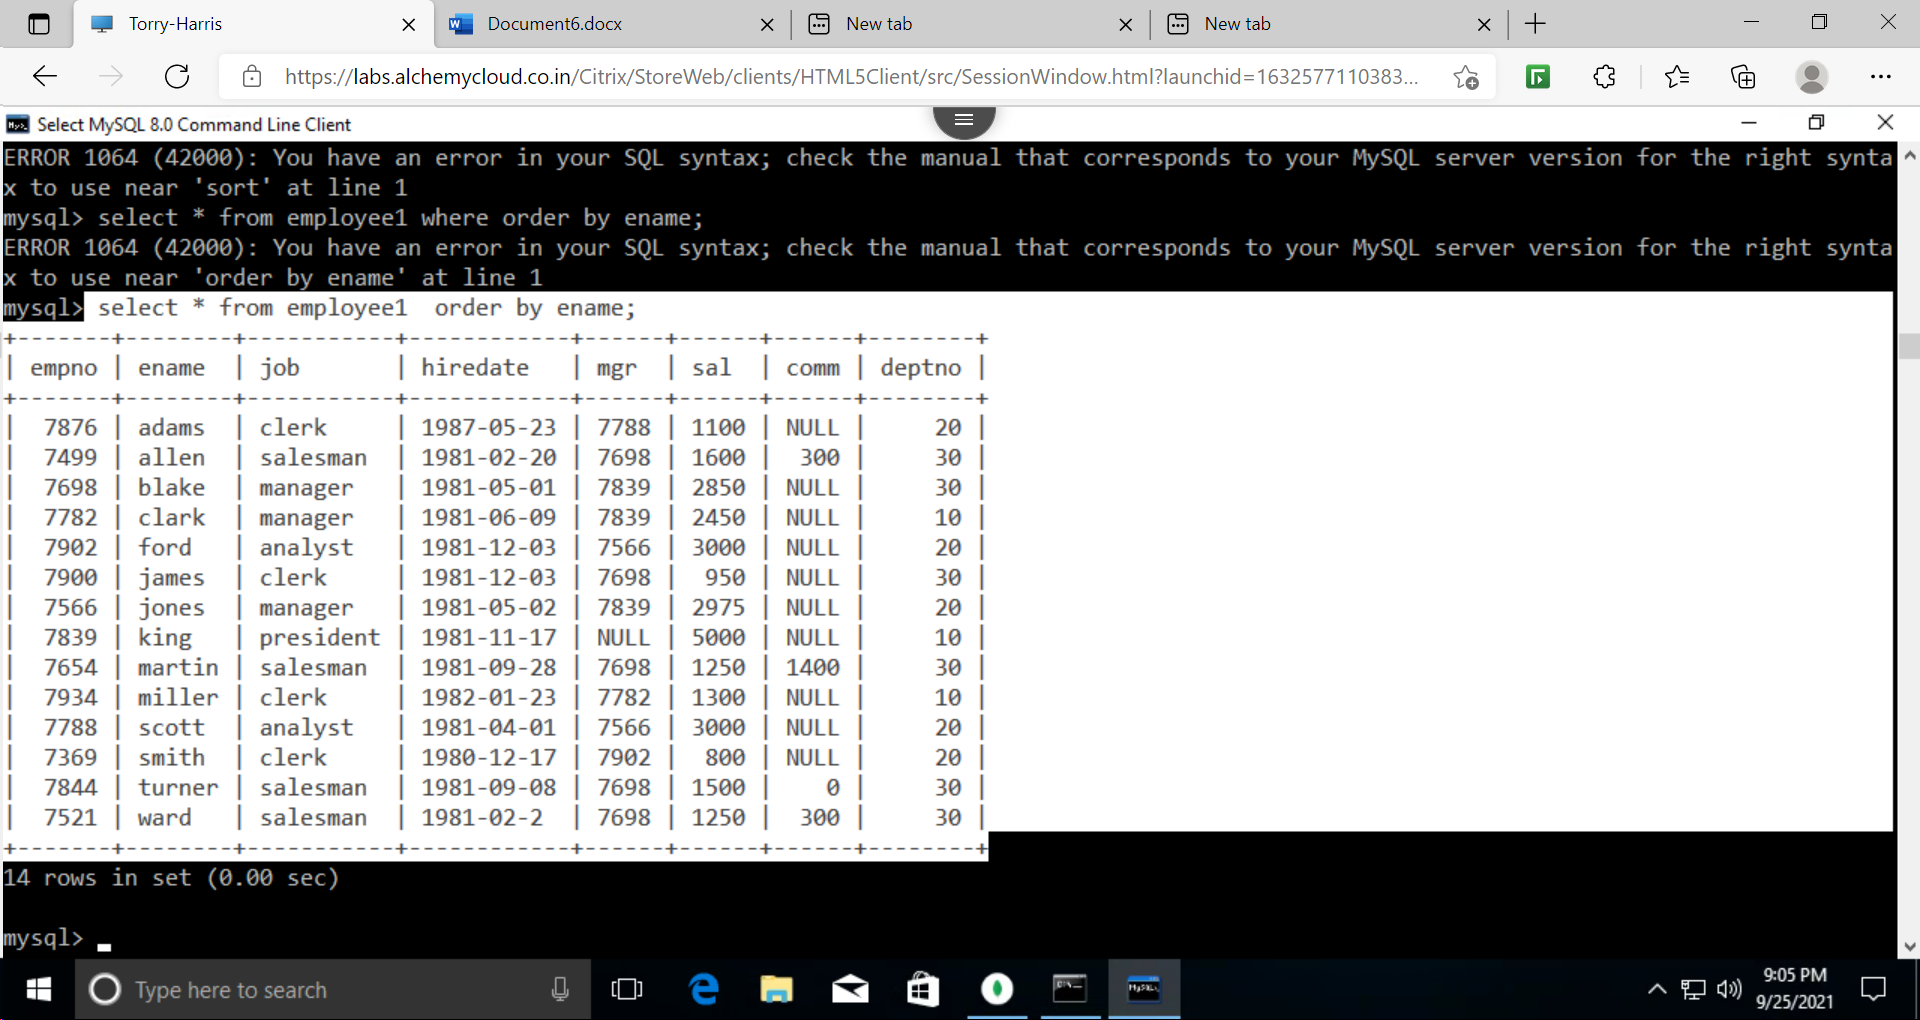 Torry-Harris
Document6.docx
New tab
New tab
https://labs.alchemycloud.co.in/Citrix/StoreWeb/clients/HTML5Client/src/SessionWindow.html?launchid=1632577110383...
Select MySQL 8.0 Command Line Client
ERROR 1064 (42000): You have an error in your SQL syntax; check the manual that corresponds to your MySQL server version for the right synta
x to use near 'sort' at line 1
mysql> select * from employee1 where order by ename;
ERROR 1064 (42000): You have an error in your SQL syntax; check the manual that corresponds to your MySQL server version for the right synta
x to use near 'order by ename' at line 1
mysql> select * from employee1  order by ename;
+-------+--------+-----------+------------+------+------+------+--------+
| empno | ename  | job       | hiredate   | mgr  | sal  | comm | deptno |
+-------+--------+-----------+------------+------+------+------+--------+
|  7876 | adams  | clerk     | 1987-05-23 | 7788 | 1100 | NULL |     20 |
|  7499 | allen  | salesman  | 1981-02-20 | 7698 | 1600 |  300 |     30 |
|  7698 | blake  | manager   | 1981-05-01 | 7839 | 2850 | NULL |     30 |
|  7782 | clark  | manager   | 1981-06-09 | 7839 | 2450 | NULL |     10 |
|  7902 | ford   | analyst   | 1981-12-03 | 7566 | 3000 | NULL |     20 |
|  7900 | james  | clerk     | 1981-12-03 | 7698 |  950 | NULL |     30 |
|  7566 | jones  | manager   | 1981-05-02 | 7839 | 2975 | NULL |     20 |
|  7839 | king   | president | 1981-11-17 | NULL | 5000 | NULL |     10 |
|  7654 | martin | salesman  | 1981-09-28 | 7698 | 1250 | 1400 |     30 |
|  7934 | miller | clerk     | 1982-01-23 | 7782 | 1300 | NULL |     10 |
|  7788 | scott  | analyst   | 1981-04-01 | 7566 | 3000 | NULL |     20 |
|  7369 | smith  | clerk     | 1980-12-17 | 7902 |  800 | NULL |     20 |
|  7844 | turner | salesman  | 1981-09-08 | 7698 | 1500 |    0 |     30 |
|  7521 | ward   | salesman  | 1981-02-2  | 7698 | 1250 |  300 |     30 |
+-------+--------+-----------+------------+------+------+------+--------+
14 rows in set (0.00 sec)
mysql>
Type here to search
9:05 PM
9/25/2021